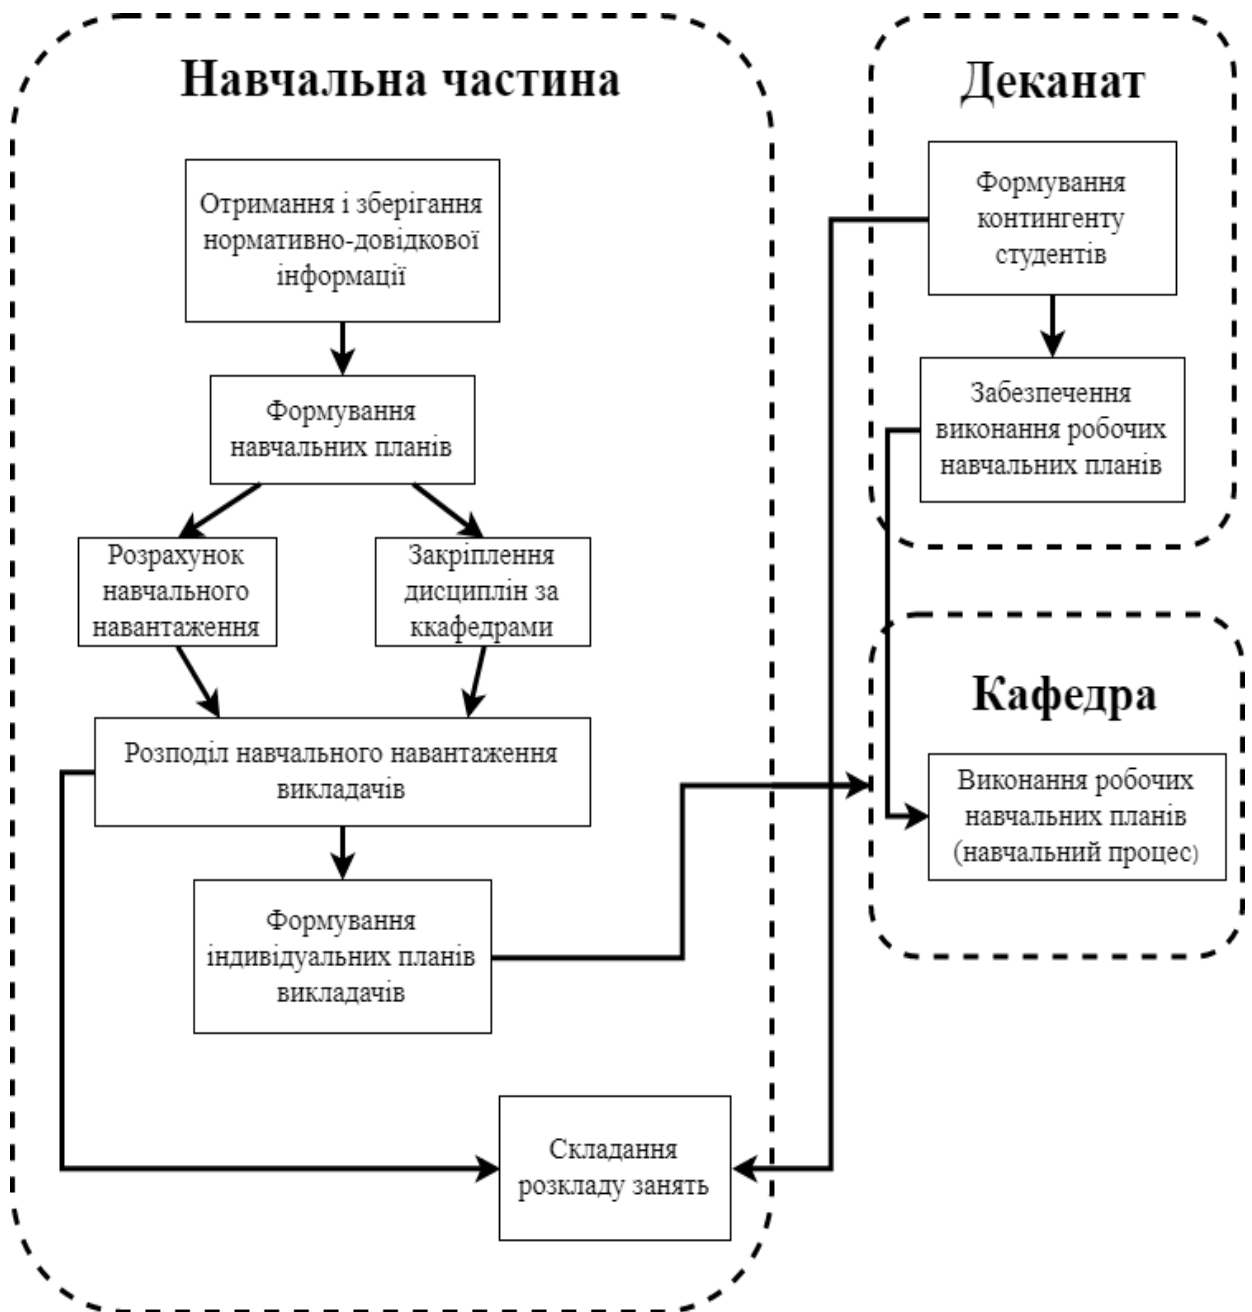 Навчальна частина
Отримання і зберігання
нормативно-довідкової
інформації
Формування
навчальних планів
Розрахунок
навчального
навантаження
Закріплення
дисциплін за
ккафедрами
Розподіл навчального навантаження
викладачів
Формування
індивідуальних планів
викладачів
Складання
розкладу занять
Деканат
Формування
контингенту
студентів
Забезпечення
виконання робочих
навчальних планів
Кафедра
Виконання робочих
навчальних планів
(навчальний процес)